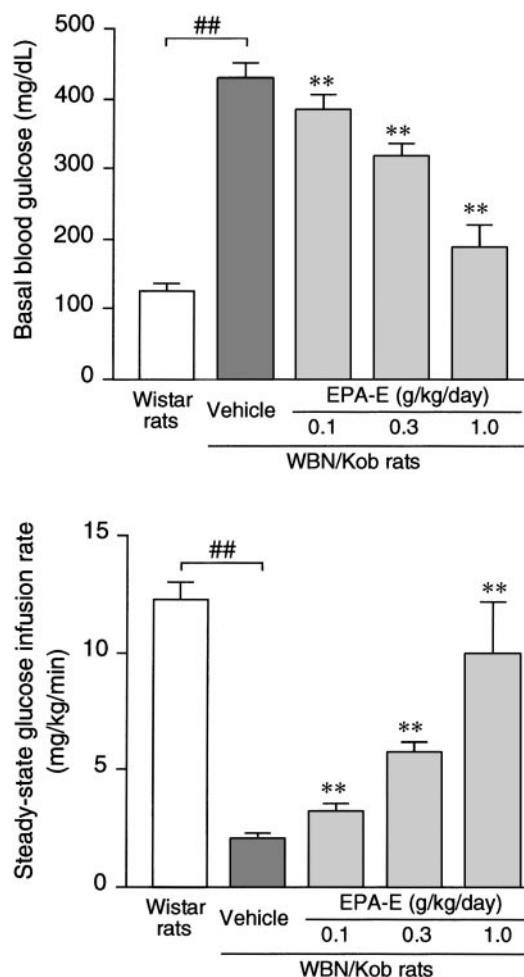 Basal blood gulcose (mg/dL)
500
400
300
200
100
0
##
**
**
**
Wistar
rats
Vehicle
EPA-E (g/kg/day)
0.1 0.3 1.0
WBN/Kob rats
Steady-state glucose infusion rate
(mg/kg/min)
15
10
5
0
##
**
**
**
Wistar
rats
Vehicle
EPA-E (g/kg/day)
0.1 0.3 1.0
WBN/Kob rats